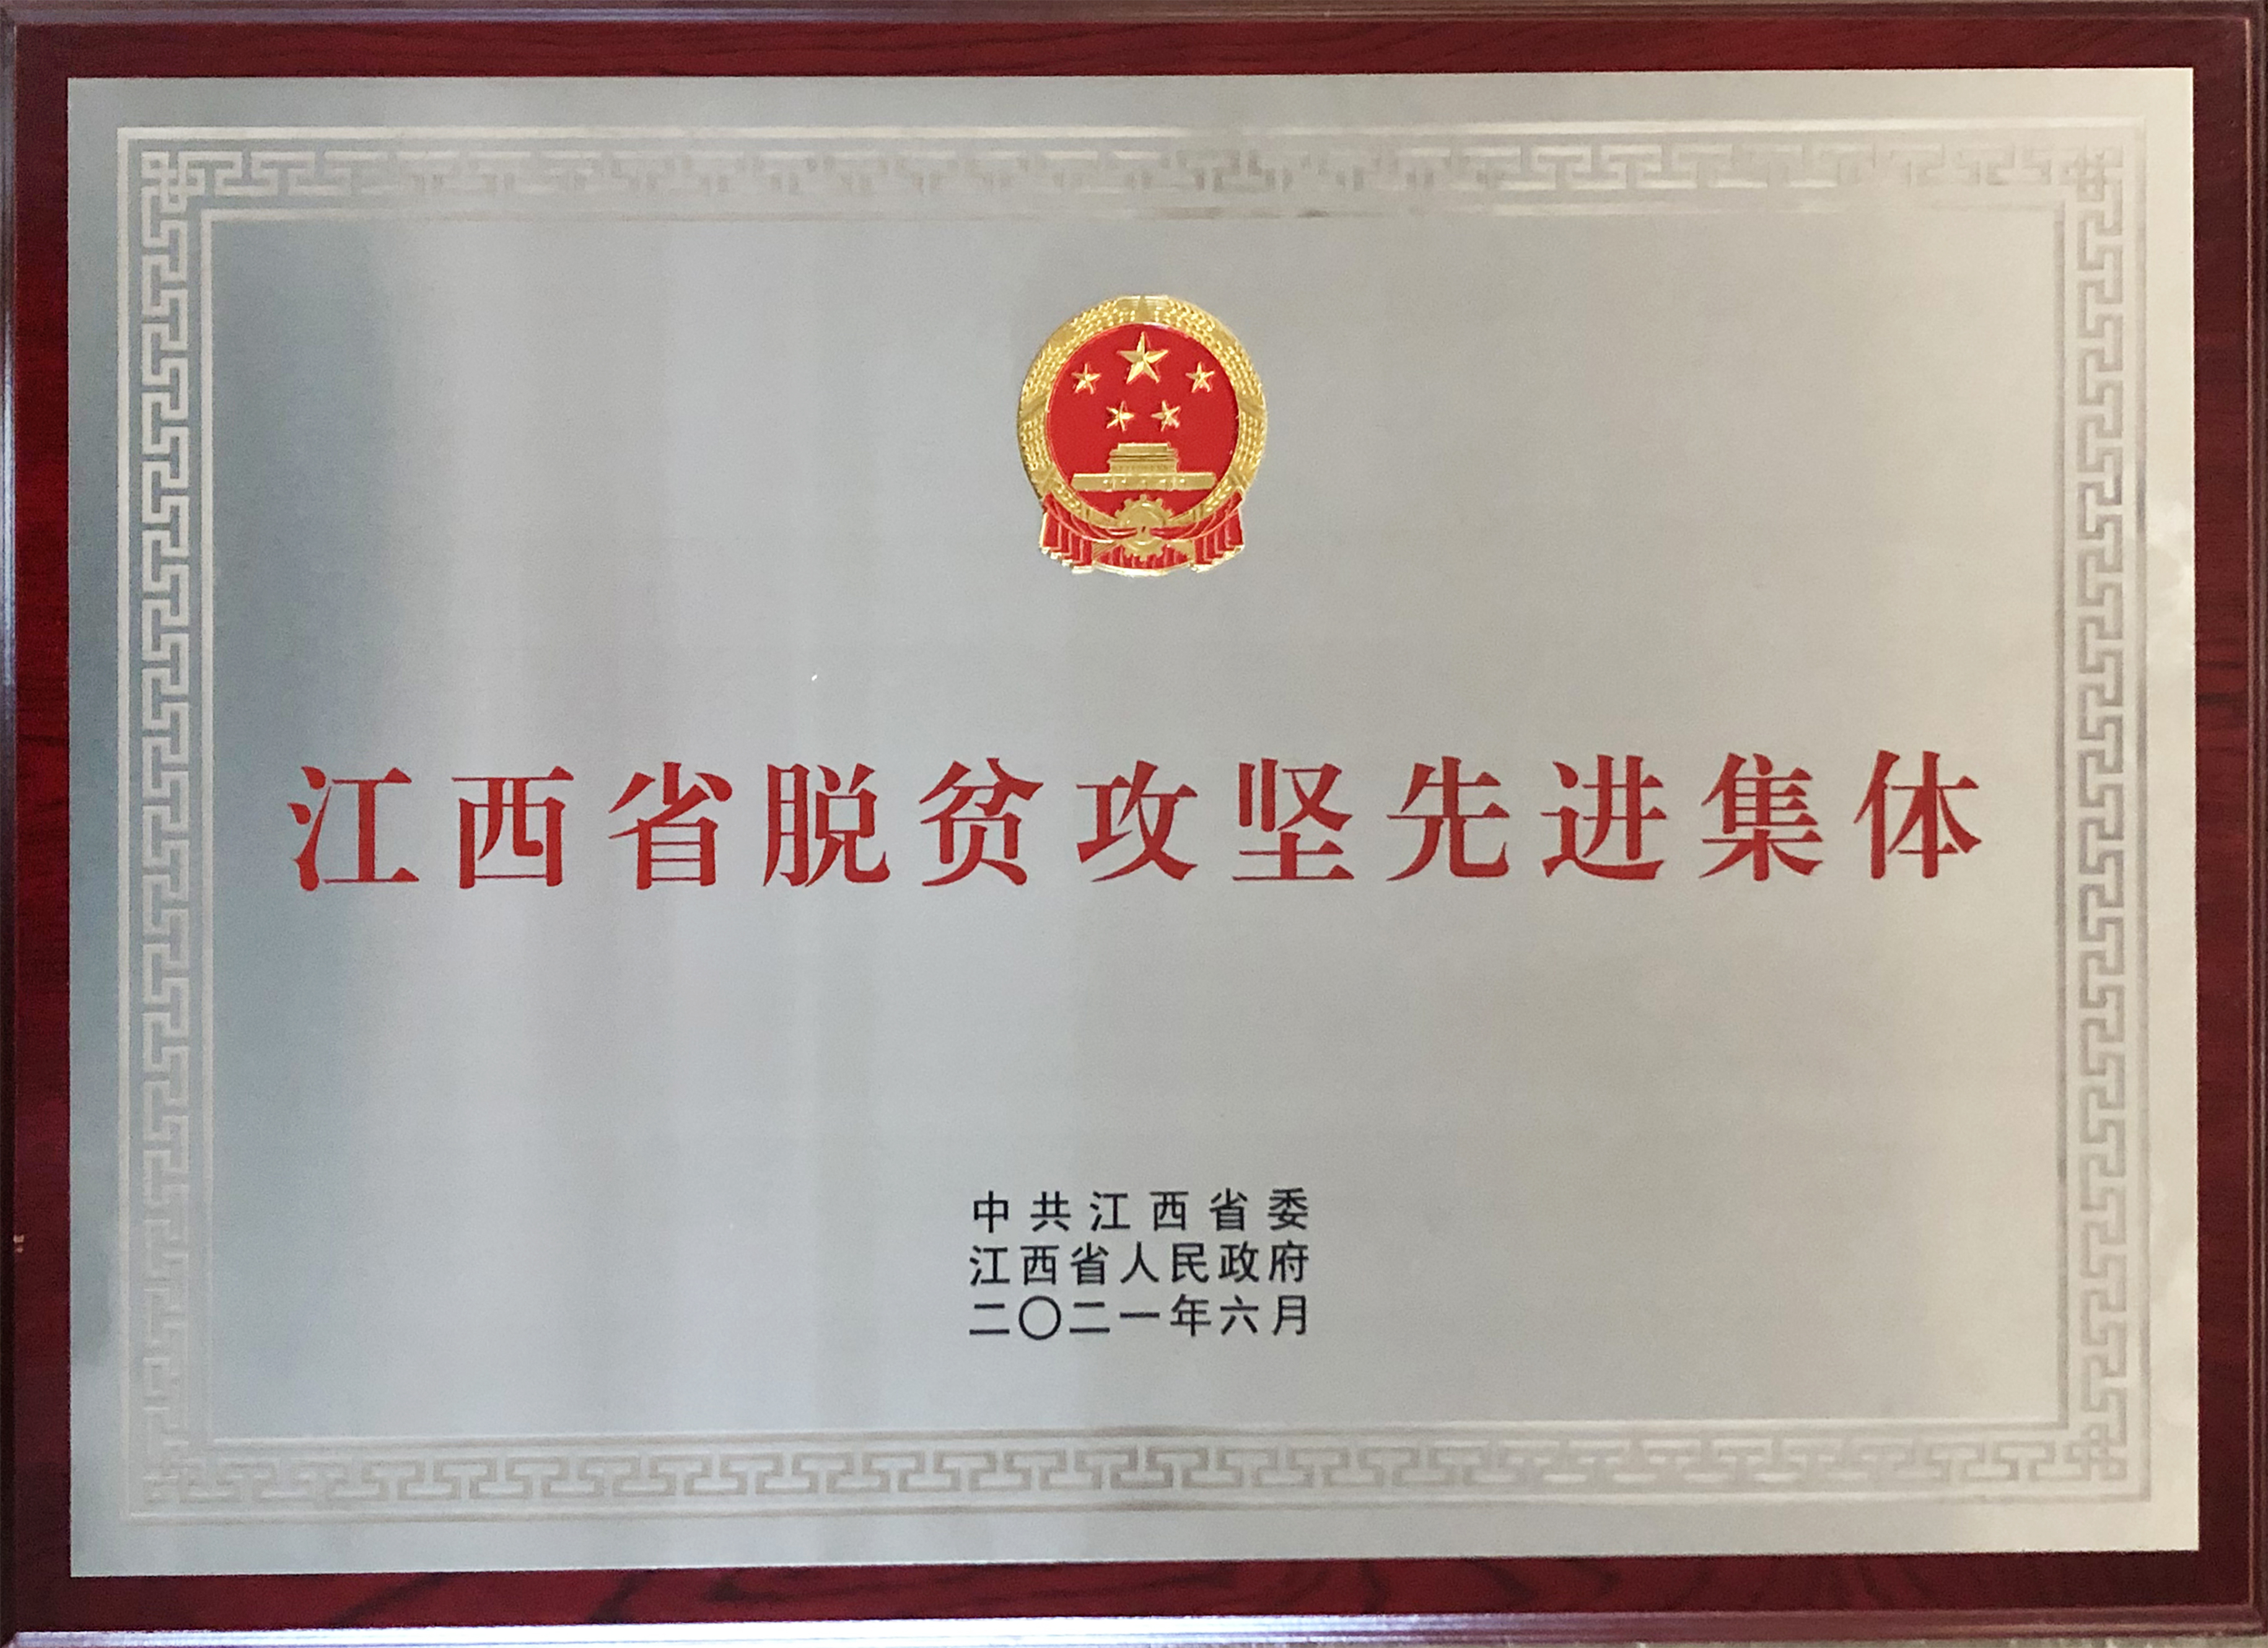 江西省脱贫攻坚先进集体
中共江西省委
江西省人民政府
二〇二一年六月